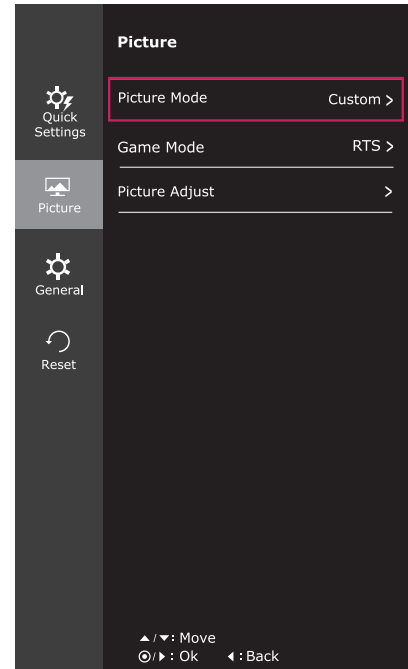 Picture
Quick
Settings
Picture
General
Reset
Picture Mode Custom >
Game Mode RTS >
Picture Adjust >
▲/▼: Move
◉/▶: Ok ◀: Back